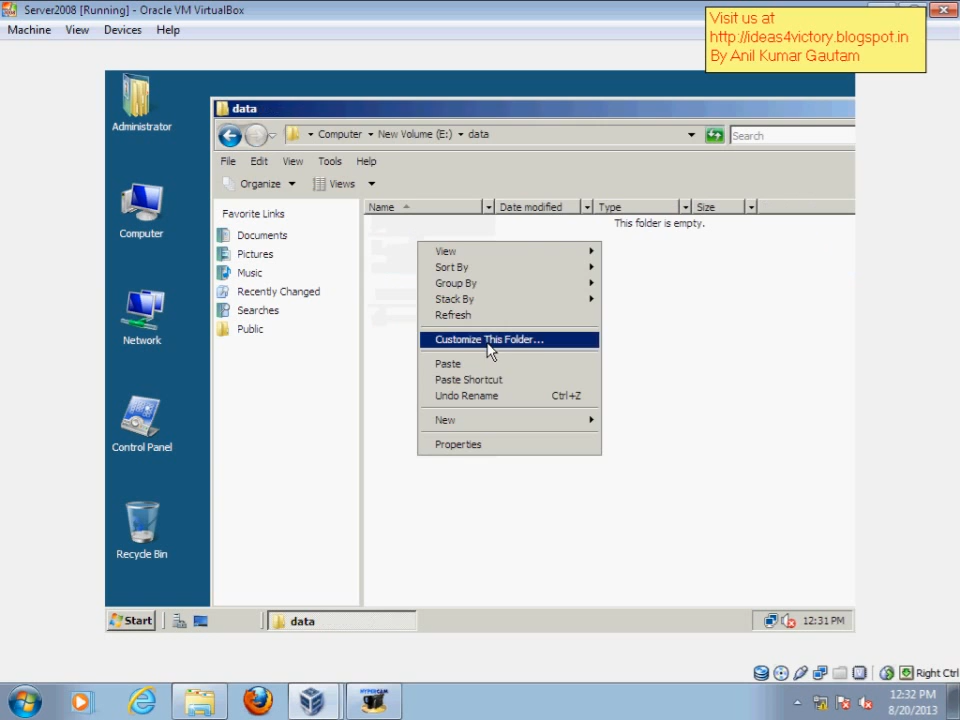 Server2008 [Running] - Oracle VM VirtualBox
Machine View Devices Help
Visit us at
http://ideas4victory.blogspot.in
By Anil Kumar Gautam
Administrator
Computer
Network
Control Panel
Recycle Bin
data
Computer New Volume (E:) data
Search
File Edit View Tools Help
Organize Views
Name Date modified Type Size
This folder is empty.
Favorite Links
Documents
Pictures
Music
Recently Changed
Searches
Public
View
Sort By
Group By
Stack By
Refresh
Customize This Folder...
Paste
Paste Shortcut
Undo Rename Ctrl+Z
New
Properties
Start data 12:31 PM
Right Ctrl
HYPERCAM
12:32 PM
8/20/2013